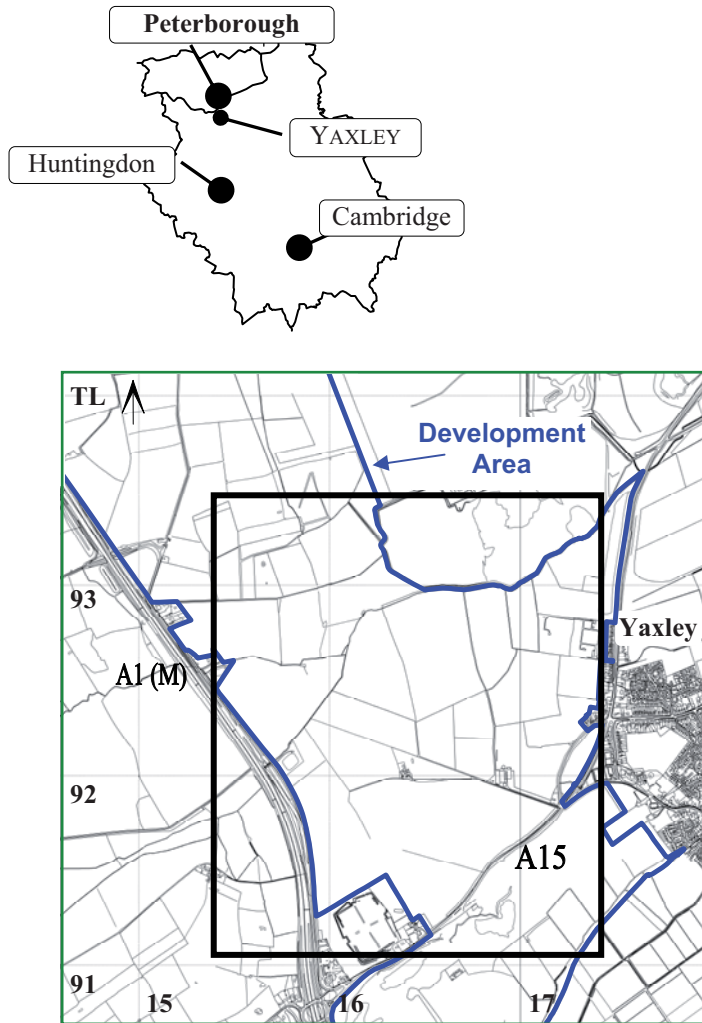 Peterborough
YAXLEY
Huntingdon
Cambridge
TL
Development
Area
93
Yaxley
A1 (M)
92
A15
91
15
16
17